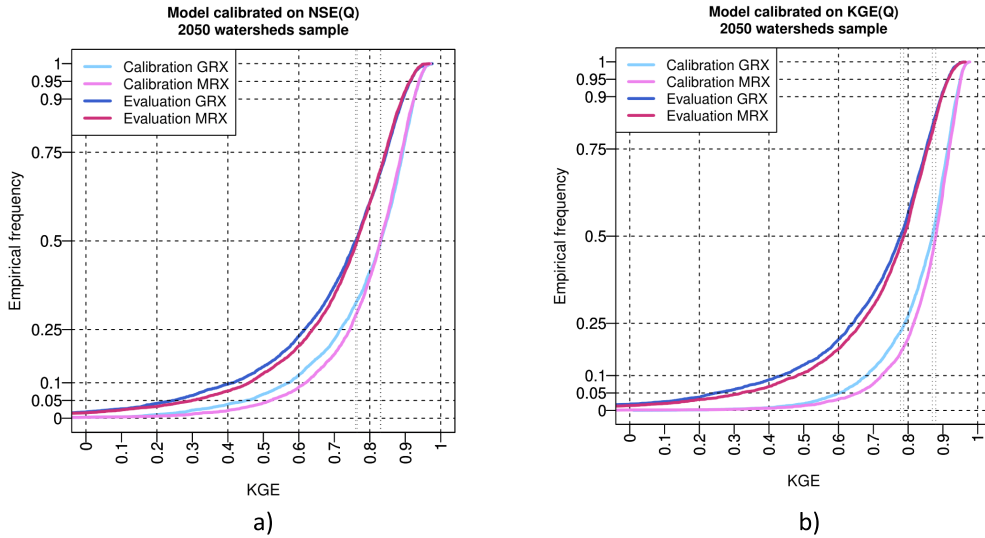 Model calibrated on NSE(Q)
2050 watersheds sample
Calibration GRX
Calibration MRX
Evaluation GRX
Evaluation MRX
Empirical frequency
1
0.95
0.9
0.75
0.5
0.25
0.1
0.05
0
0
0.1
0.2
0.3
0.4
0.5
0.6
0.7
0.8
0.9
1
KGE
a)
Model calibrated on KGE(Q)
2050 watersheds sample
Calibration GRX
Calibration MRX
Evaluation GRX
Evaluation MRX
Empirical frequency
1
0.95
0.9
0.75
0.5
0.25
0.1
0.05
0
0
0.1
0.2
0.3
0.4
0.5
0.6
0.7
0.8
0.9
1
KGE
b)